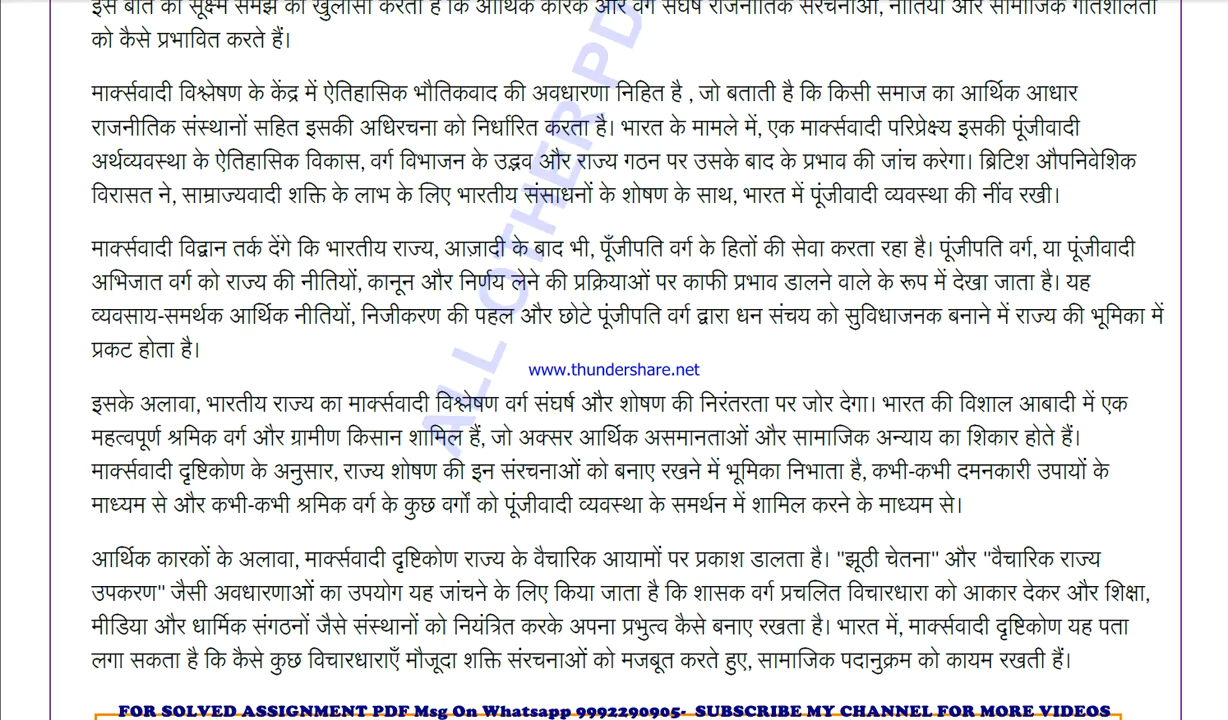 इस बात की सूक्ष्म समझ का खुलासा करता है कि आर्थिक कारक और वर्ग संघर्ष राजनीतिक संरचनाओं, नीतियों और सामाजिक गतिशीलता
को कैसे प्रभावित करते हैं।
मार्क्सवादी विश्लेषण के केंद्र में ऐतिहासिक भौतिकवाद की अवधारणा निहित है , जो बताती है कि किसी समाज का आर्थिक आधार
राजनीतिक संस्थानों सहित इसकी अधिरचना को निर्धारित करता है। भारत के मामले में, एक मार्क्सवादी परिप्रेक्ष्य इसकी पूंजीवादी
अर्थव्यवस्था के ऐतिहासिक विकास, वर्ग विभाजन के उद्भव और राज्य गठन पर उसके बाद के प्रभाव की जांच करेगा। ब्रिटिश औपनिवेशिक
विरासत ने, साम्राज्यवादी शक्ति के लाभ के लिए भारतीय संसाधनों के शोषण के साथ, भारत में पूंजीवादी व्यवस्था की नींव रखी।
मार्क्सवादी विद्वान तर्क देंगे कि भारतीय राज्य, आज़ादी के बाद भी, पूँजीपति वर्ग के हितों की सेवा करता रहा है। पूंजीपति वर्ग, या पूंजीवादी
अभिजात वर्ग को राज्य की नीतियों, कानून और निर्णय लेने की प्रक्रियाओं पर काफी प्रभाव डालने वाले के रूप में देखा जाता है। यह
व्यवसाय-समर्थक आर्थिक नीतियों, निजीकरण की पहल और छोटे पूंजीपति वर्ग द्वारा धन संचय को सुविधाजनक बनाने में राज्य की भूमिका में
प्रकट होता है।
www.thundershare.net
इसके अलावा, भारतीय राज्य का मार्क्सवादी विश्लेषण वर्ग संघर्ष और शोषण की निरंतरता पर जोर देगा। भारत की विशाल आबादी में एक
महत्वपूर्ण श्रमिक वर्ग और ग्रामीण किसान शामिल हैं, जो अक्सर आर्थिक असमानताओं और सामाजिक अन्याय का शिकार होते हैं।
मार्क्सवादी दृष्टिकोण के अनुसार, राज्य शोषण की इन संरचनाओं को बनाए रखने में भूमिका निभाता है, कभी-कभी दमनकारी उपायों के
माध्यम से और कभी-कभी श्रमिक वर्ग के कुछ वर्गों को पूंजीवादी व्यवस्था के समर्थन में शामिल करने के माध्यम से।
आर्थिक कारकों के अलावा, मार्क्सवादी दृष्टिकोण राज्य के वैचारिक आयामों पर प्रकाश डालता है। "झूठी चेतना" और "वैचारिक राज्य
उपकरण" जैसी अवधारणाओं का उपयोग यह जांचने के लिए किया जाता है कि शासक वर्ग प्रचलित विचारधारा को आकार देकर और शिक्षा,
मीडिया और धार्मिक संगठनों जैसे संस्थानों को नियंत्रित करके अपना प्रभुत्व कैसे बनाए रखता है। भारत में, मार्क्सवादी दृष्टिकोण यह पता
लगा सकता है कि कैसे कुछ विचारधाराएँ मौजूदा शक्ति संरचनाओं को मजबूत करते हुए, सामाजिक पदानुक्रम को कायम रखती हैं।
ALL OTHER PD
FOR SOLVED ASSIGNMENT PDF Msg On Whatsapp 9992290905- SUBSCRIBE MY CHANNEL FOR MORE VIDEOS